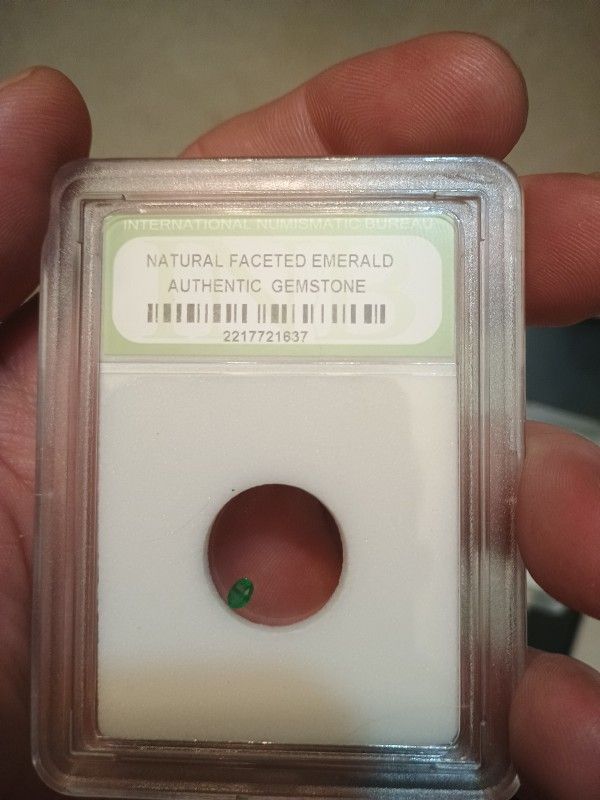 INTERNATIONAL NUMISMATIC BUREAU
NATURAL FACETED EMERALD
AUTHENTIC GEMSTONE
2217721637